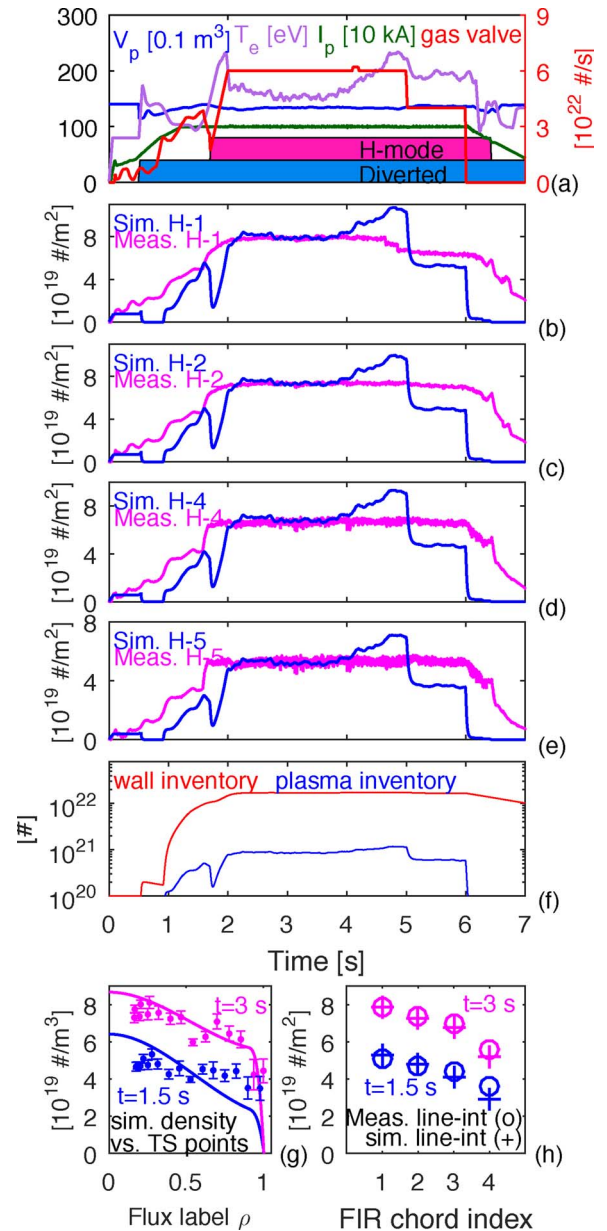 V_p [0.1 m^3] T_e [eV] I_p [10 kA] gas valve
300
200
100
0
9
6
3
0
[10^22 #/s]
H-mode
Diverted
(a)
Sim. H-1
Meas. H-1
[10^19 #/m^2]
8
4
0
(b)
Sim. H-2
Meas. H-2
[10^19 #/m^2]
8
4
0
(c)
Sim. H-4
Meas. H-4
[10^19 #/m^2]
8
4
0
(d)
Sim. H-5
Meas. H-5
[10^19 #/m^2]
8
4
0
(e)
wall inventory plasma inventory
[#]
10^22
10^21
10^20
0 1 2 3 4 5 6 7
(f)
Time [s]
[10^19 #/m^3]
8
6
4
2
0
t=3 s
t=1.5 s
sim. density
vs. TS points
0 0.5 1
(g)
Flux label ρ
[10^19 #/m^2]
8
6
4
2
0
t=3 s
t=1.5 s
Meas. line-int (o)
sim. line-int (+)
1 2 3 4
(h)
FIR chord index